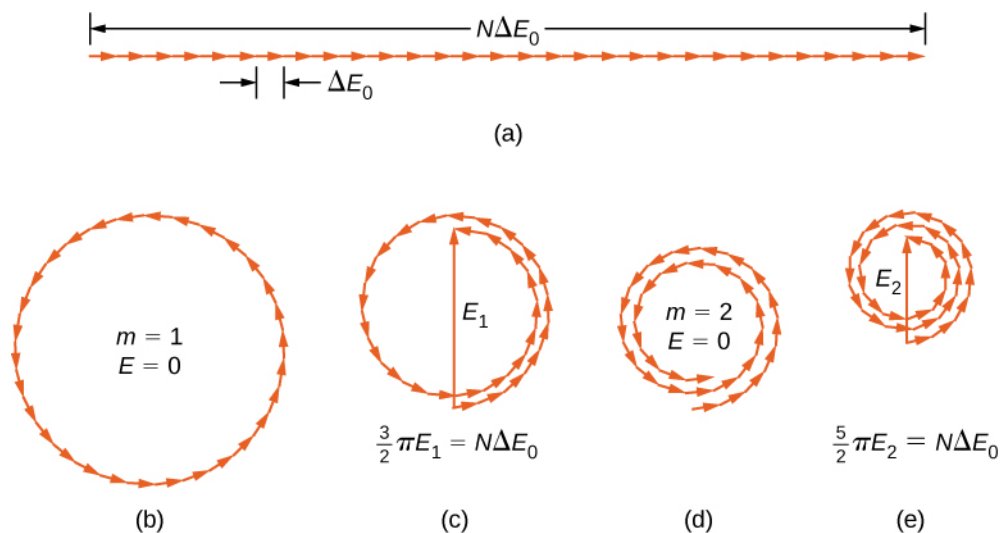 NΔE₀
ΔE₀
(a)
m = 1
E = 0
E₁
m = 2
E = 0
E₂
3/2 πE₁ = NΔE₀
5/2 πE₂ = NΔE₀
(b)
(c)
(d)
(e)